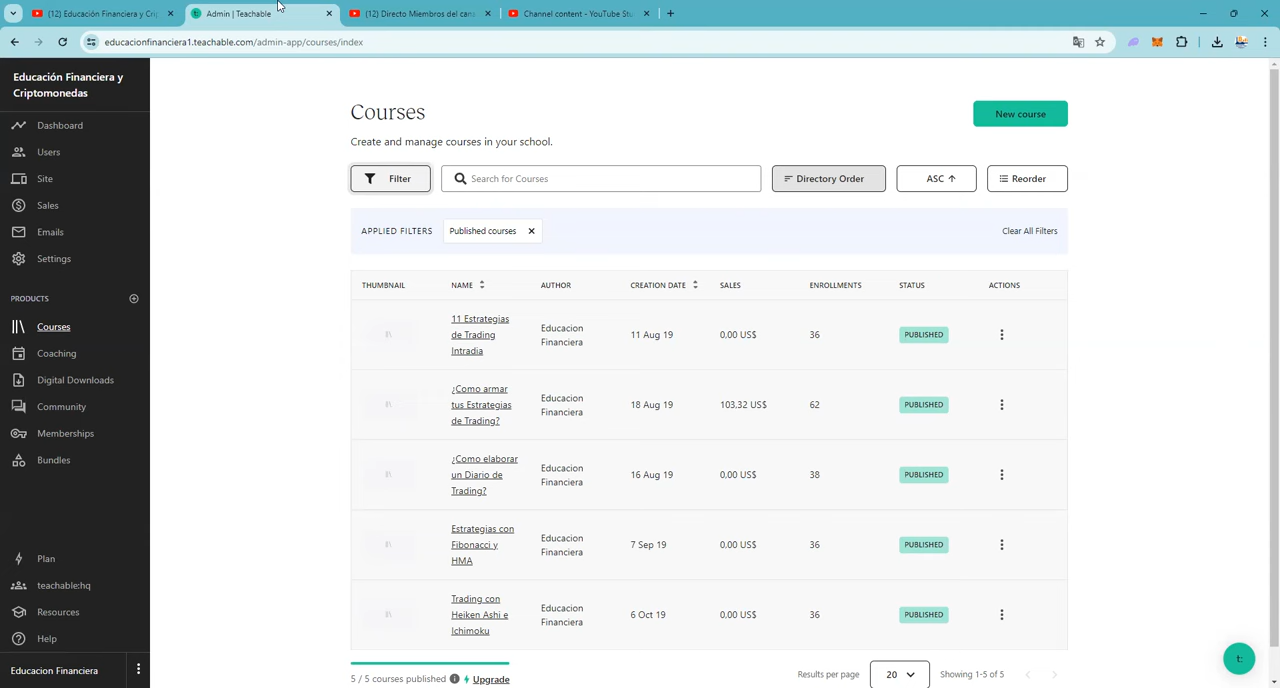 (12) Educación Financiera y Crip
Admin | Teachable
(12) Directo Miembros del cana
Channel content - YouTube Stu
educacionfinanciera1.teachable.com/admin-app/courses/index
Educación Financiera y
Criptomonedas
Dashboard
Users
Site
Sales
Emails
Settings
PRODUCTS
Courses
Coaching
Digital Downloads
Community
Memberships
Bundles
Plan
teachable:hq
Resources
Help
Educacion Financiera
Courses
New course
Create and manage courses in your school.
Filter
Search for Courses
Directory Order
ASC
Reorder
APPLIED FILTERS
Published courses
Clear All Filters
THUMBNAIL NAME AUTHOR CREATION DATE SALES ENROLLMENTS STATUS ACTIONS
11 Estrategias
de Trading
Intradia
Educacion
Financiera
11 Aug 19
0,00 US$
36
PUBLISHED
¿Como armar
tus Estrategias
de Trading?
Educacion
Financiera
18 Aug 19
103,32 US$
62
PUBLISHED
¿Como elaborar
un Diario de
Trading?
Educacion
Financiera
16 Aug 19
0,00 US$
38
PUBLISHED
Estrategias con
Fibonacci y
HMA
Educacion
Financiera
7 Sep 19
0,00 US$
36
PUBLISHED
Trading con
Heiken Ashi e
Ichimoku
Educacion
Financiera
6 Oct 19
0,00 US$
36
PUBLISHED
5 / 5 courses published
Upgrade
Results per page
20
Showing 1-5 of 5
t: